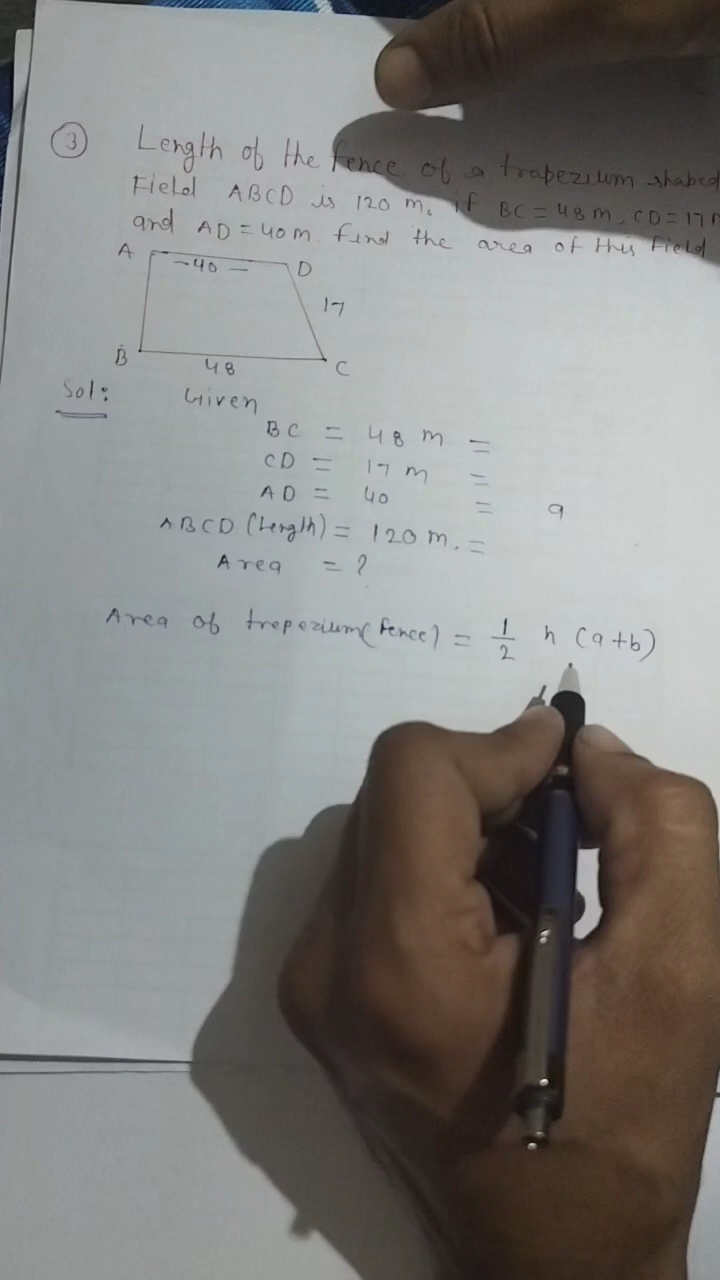 ③ Length of the fence of a trapezium shaped
Field ABCD is 120 m. if BC = 48 m. CD = 17 m
and AD = 40 m. find the area of this field
A -40- D
17
B 48 C
Sol: Given
BC = 48 m =
CD = 17 m =
AD = 40 = a
ABCD (Length) = 120 m. =
Area = ?
Area of trepezium (fence) = 1/2 h (a+b)